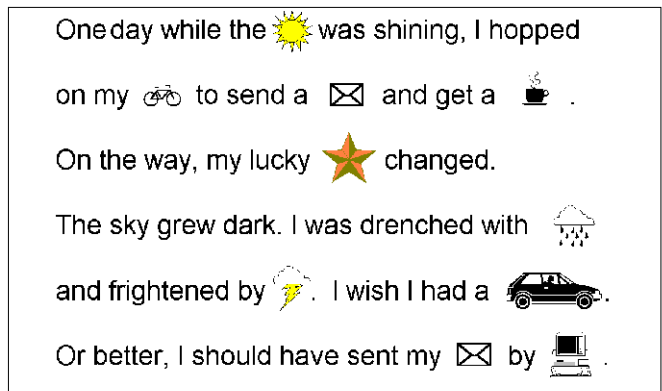 One day while the was shining, I hopped
on my to send a and get a .
On the way, my lucky changed.
The sky grew dark. I was drenched with
and frightened by . I wish I had a .
Or better, I should have sent my by .